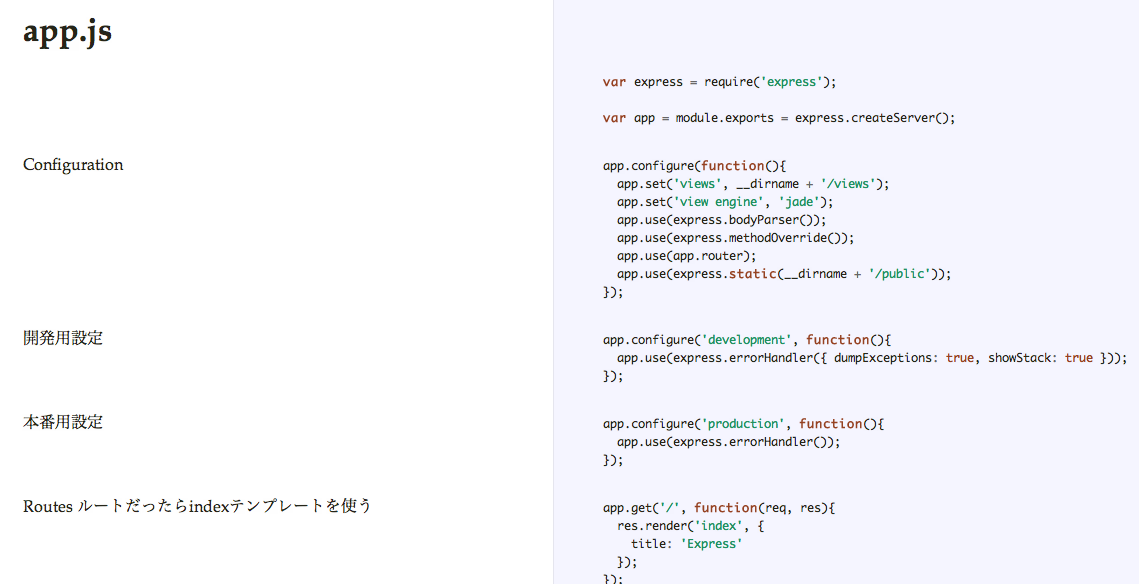 app.js
var express = require('express');
var app = module.exports = express.createServer();
Configuration
app.configure(function(){
  app.set('views', __dirname + '/views');
  app.set('view engine', 'jade');
  app.use(express.bodyParser());
  app.use(express.methodOverride());
  app.use(app.router);
  app.use(express.static(__dirname + '/public'));
});
開発用設定
app.configure('development', function(){
  app.use(express.errorHandler({ dumpExceptions: true, showStack: true }));
});
本番用設定
app.configure('production', function(){
  app.use(express.errorHandler());
});
Routes ルートだったらindexテンプレートを使う
app.get('/', function(req, res){
  res.render('index', {
    title: 'Express'
  });
});